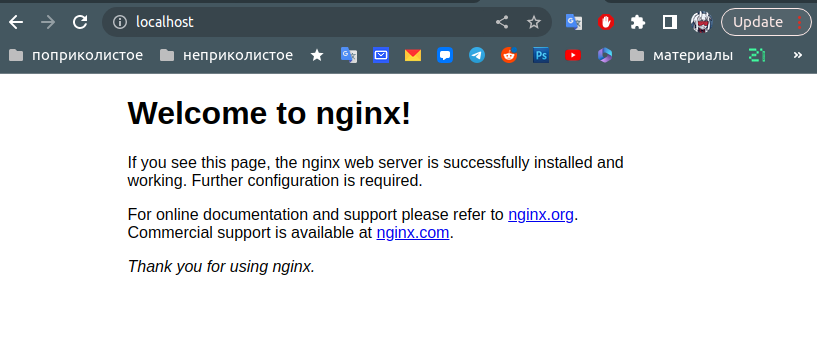 localhost
Update
поприколистое неприколистое Ps материалы 21 »
Welcome to nginx!
If you see this page, the nginx web server is successfully installed and
working. Further configuration is required.
For online documentation and support please refer to nginx.org.
Commercial support is available at nginx.com.
Thank you for using nginx.